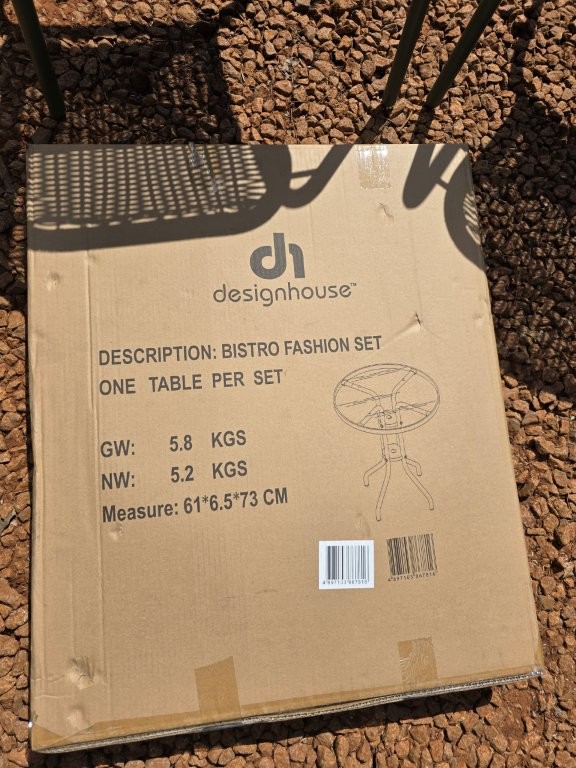 dh
designhouse™
DESCRIPTION: BISTRO FASHION SET
ONE TABLE PER SET
GW: 5.8 KGS
NW: 5.2 KGS
Measure: 61*6.5*73 CM